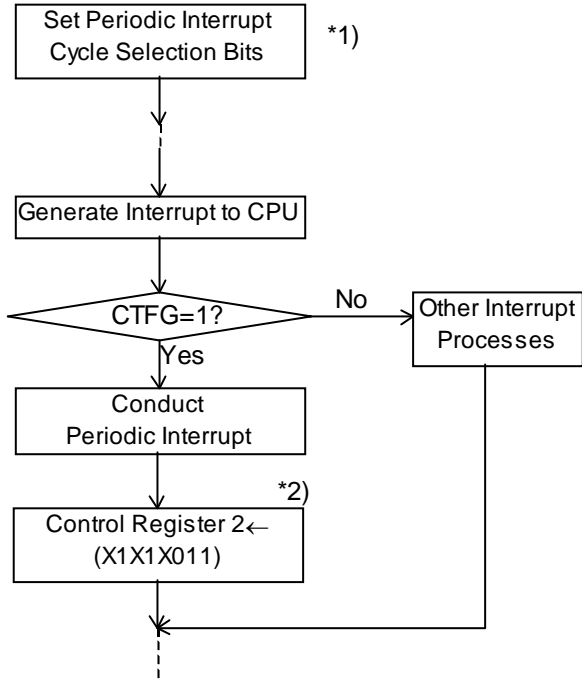 Set Periodic Interrupt
Cycle Selection Bits
*1)
Generate Interrupt to CPU
CTFG=1?
No
Other Interrupt
Processes
Yes
Conduct
Periodic Interrupt
*2)
Control Register 2←
(X1X1X011)